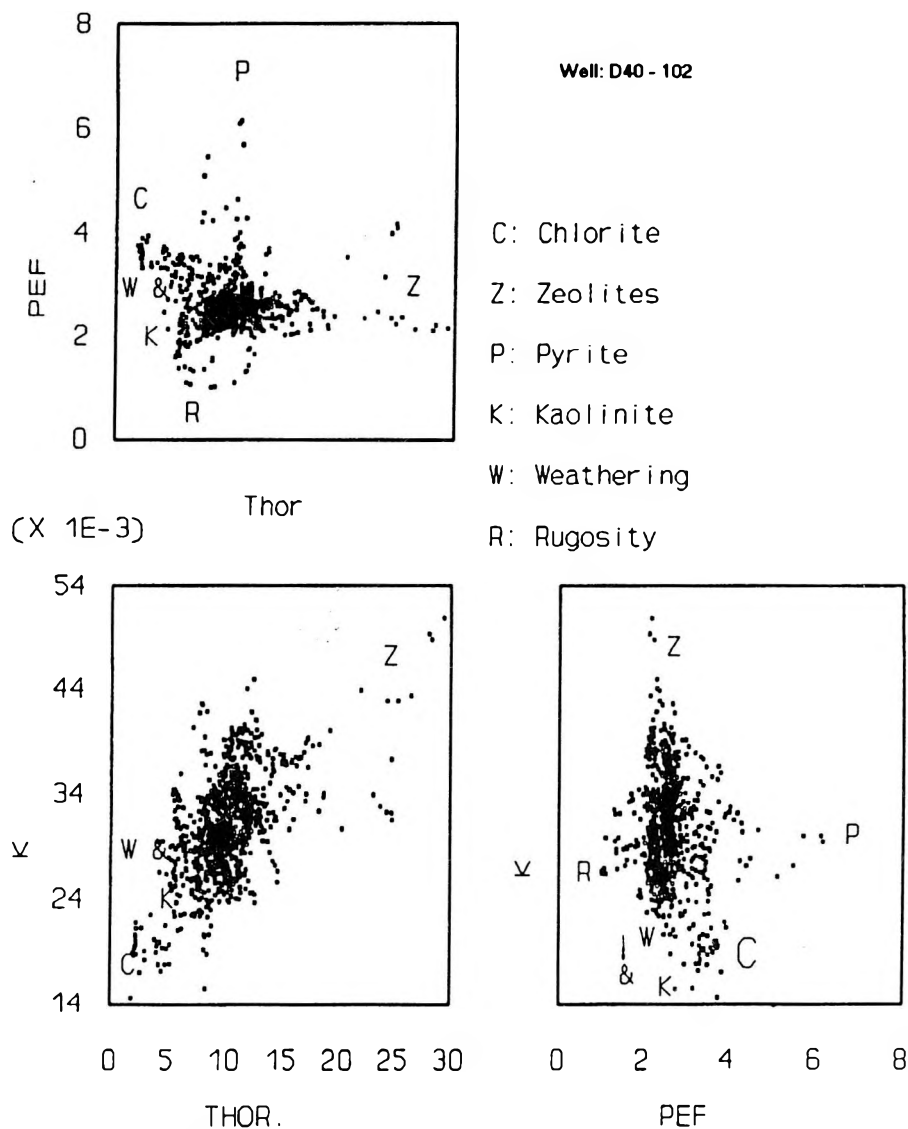 Well: D40 - 102
8
6
4
2
0
PEF
P
C
W &
K
R
Z
Thor
C: Chlorite
Z: Zeolites
P: Pyrite
K: Kaolinite
W: Weathering
R: Rugosity
(X 1E-3)
54
44
34
24
14
K
Z
W &
K
C
0 5 10 15 20 25 30
THOR.
K
Z
P
R
W
&
K
C
0 2 4 6 8
PEF